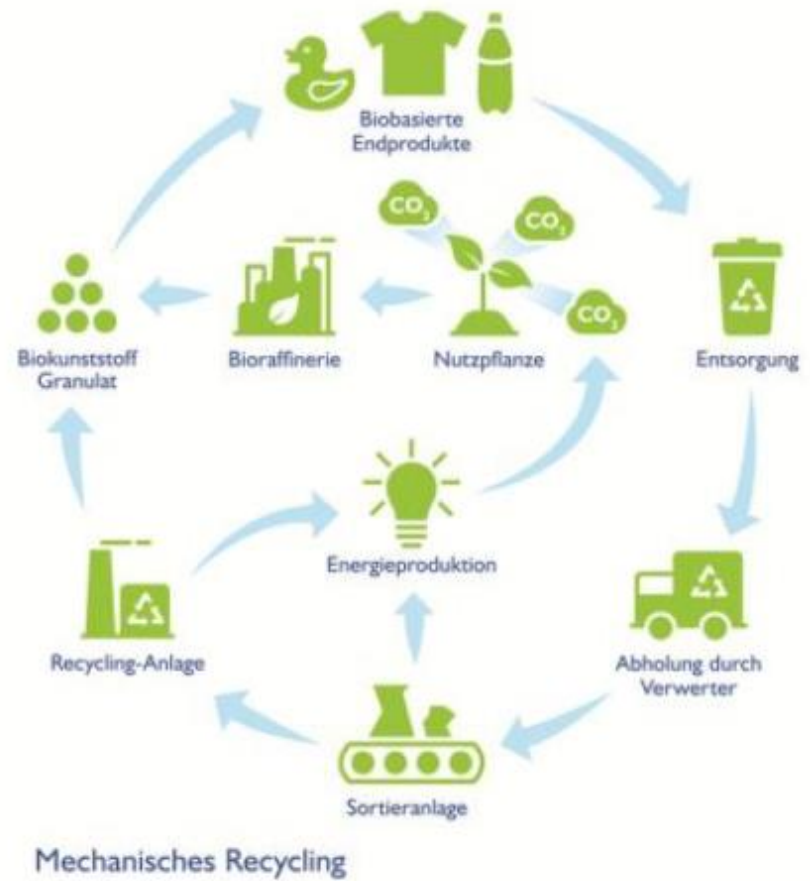 Biobasierte
Endprodukte
CO2
CO2
CO2
Biokunststoff
Granulat
Bioraffinerie
Nutzpflanze
Entsorgung
Energieproduktion
Recycling-Anlage
Abholung durch
Verwerter
Sortieranlage
Mechanisches Recycling